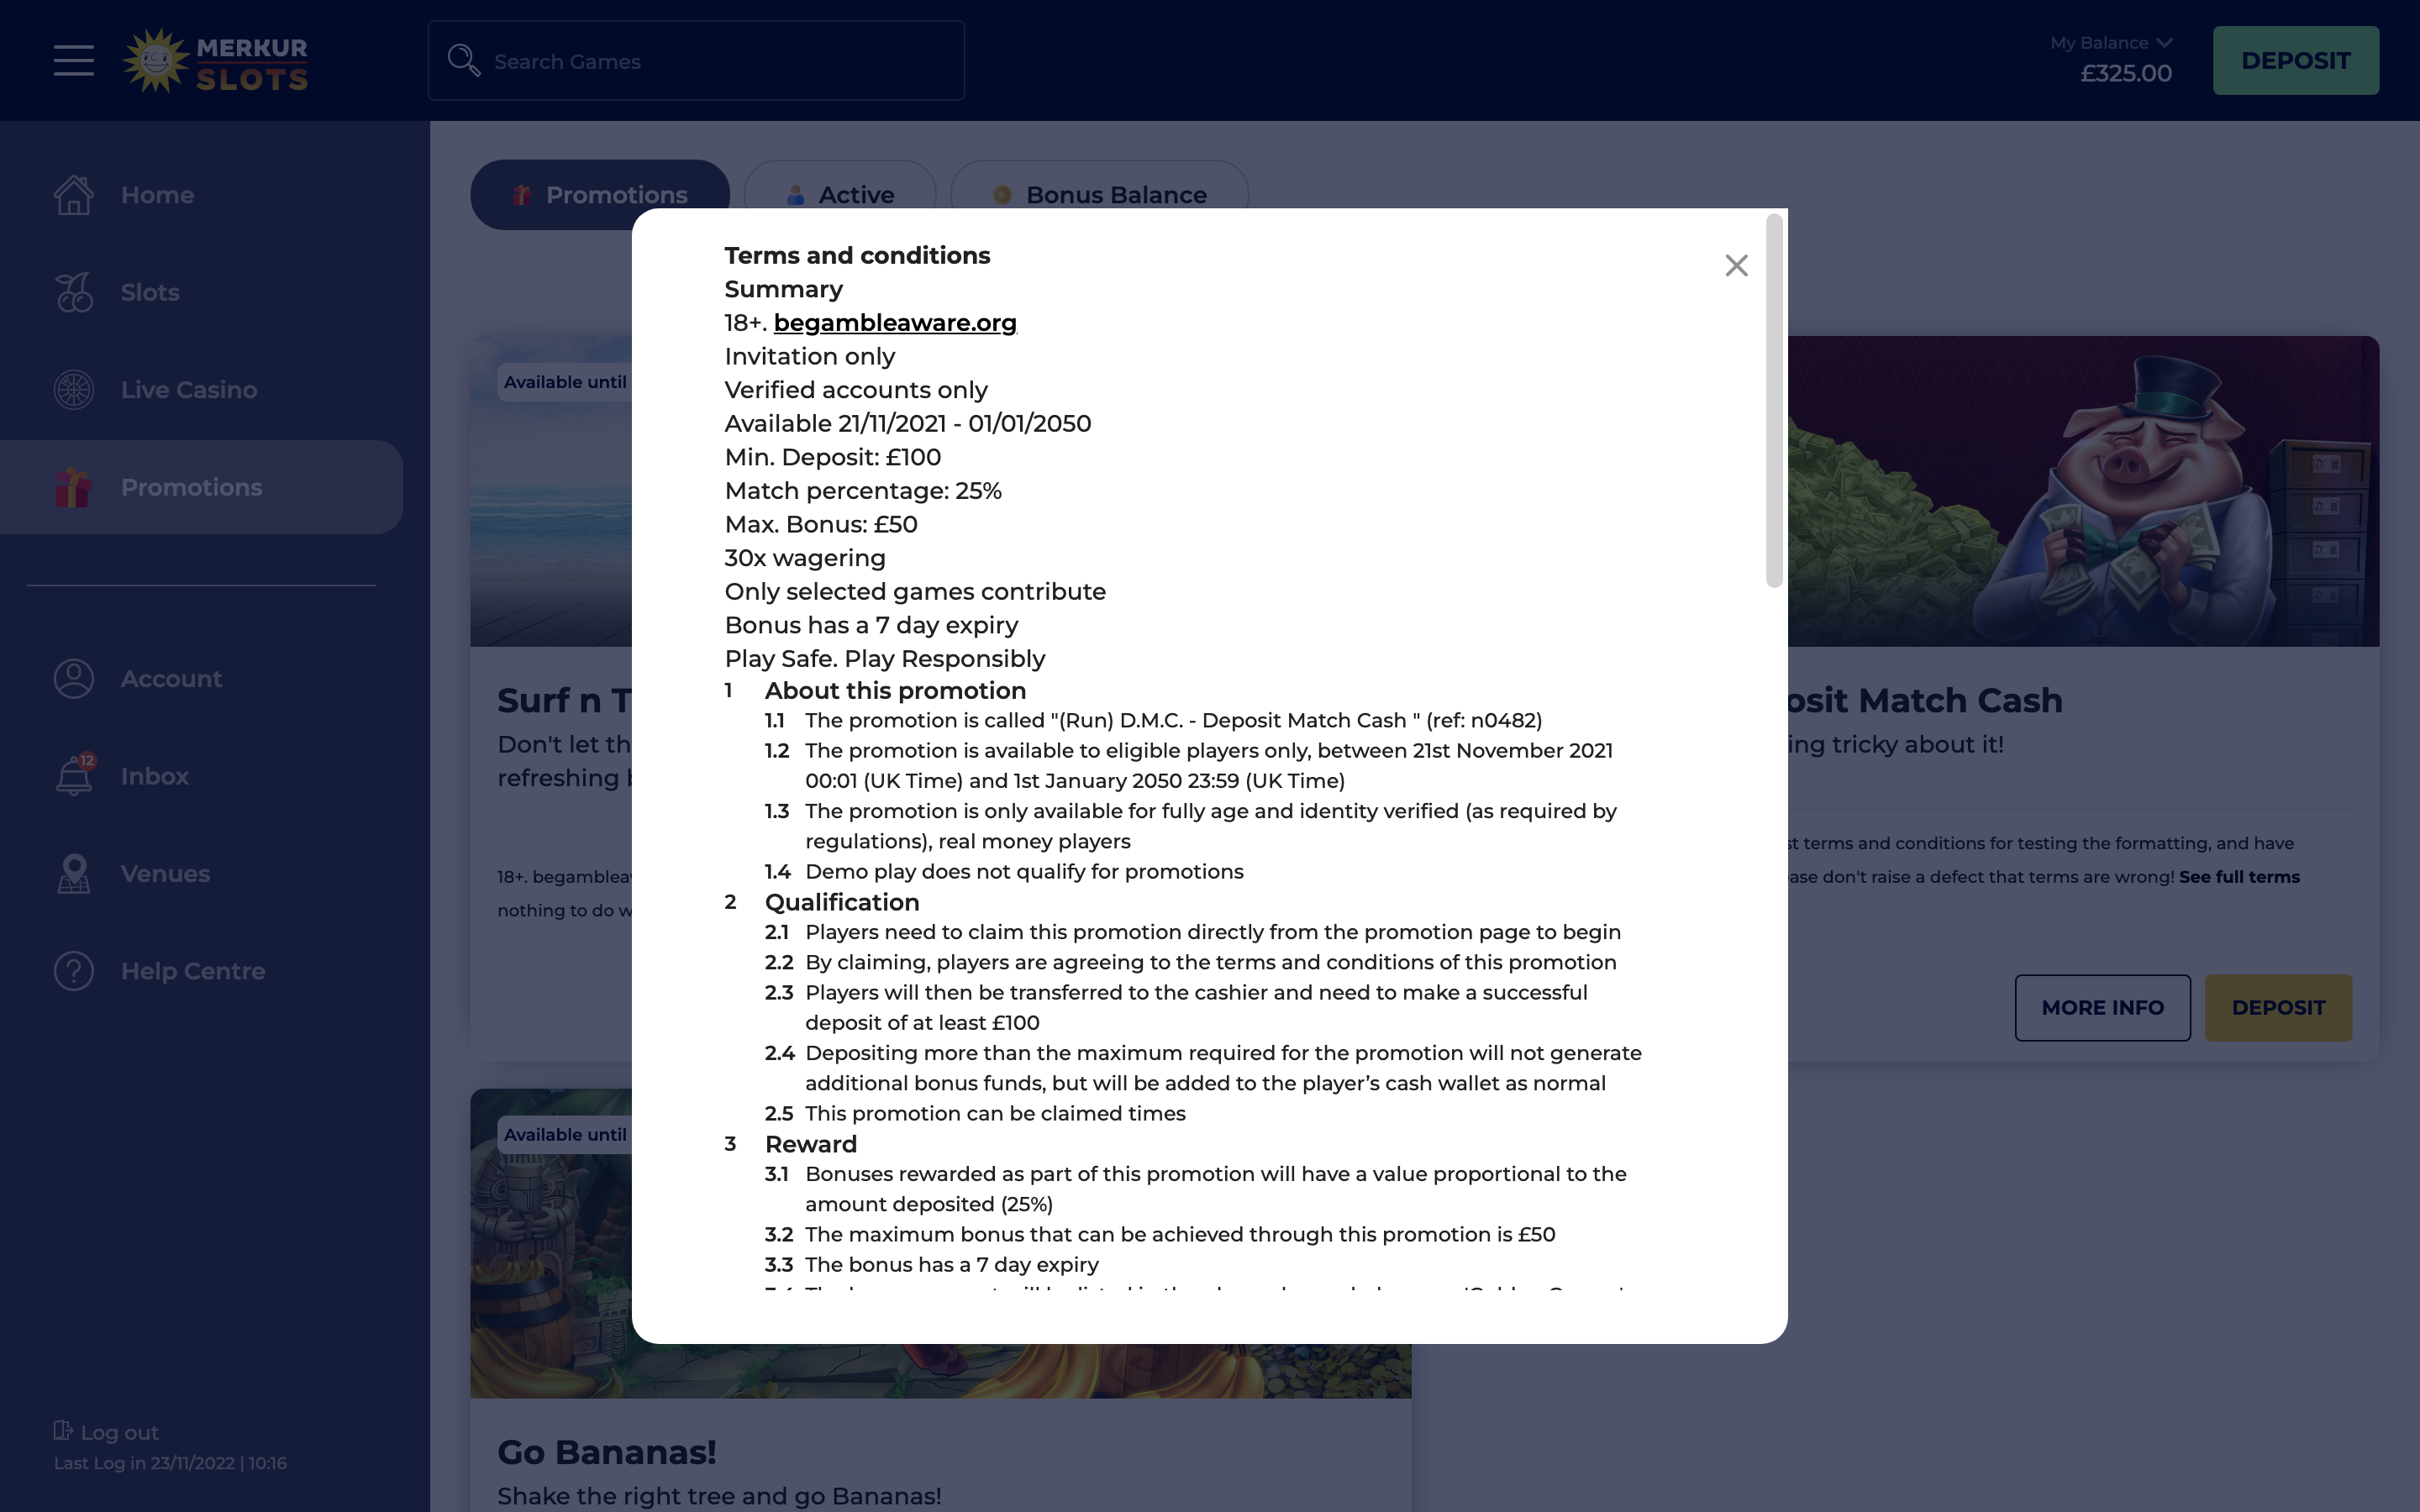 MERKUR
SLOTS
Search Games
My Balance
£325.00
DEPOSIT
Home
Slots
Live Casino
Promotions
Account
12
Inbox
Venues
Help Centre
Log out
Last Log in 23/11/2022 | 10:16
Promotions
Active
Bonus Balance
Available until
Surf n T
Don't let th
refreshing b
18+. begambleaw
nothing to do w
Terms and conditions
Summary
18+. begambleaware.org
Invitation only
Verified accounts only
Available 21/11/2021 - 01/01/2050
Min. Deposit: £100
Match percentage: 25%
Max. Bonus: £50
30x wagering
Only selected games contribute
Bonus has a 7 day expiry
Play Safe. Play Responsibly
1 About this promotion
1.1 The promotion is called "(Run) D.M.C. - Deposit Match Cash " (ref: n0482)
1.2 The promotion is available to eligible players only, between 21st November 2021
00:01 (UK Time) and 1st January 2050 23:59 (UK Time)
1.3 The promotion is only available for fully age and identity verified (as required by
regulations), real money players
1.4 Demo play does not qualify for promotions
2 Qualification
2.1 Players need to claim this promotion directly from the promotion page to begin
2.2 By claiming, players are agreeing to the terms and conditions of this promotion
2.3 Players will then be transferred to the cashier and need to make a successful
deposit of at least £100
2.4 Depositing more than the maximum required for the promotion will not generate
additional bonus funds, but will be added to the player’s cash wallet as normal
2.5 This promotion can be claimed times
3 Reward
3.1 Bonuses rewarded as part of this promotion will have a value proportional to the
amount deposited (25%)
3.2 The maximum bonus that can be achieved through this promotion is £50
3.3 The bonus has a 7 day expiry
osit Match Cash
ing tricky about it!
st terms and conditions for testing the formatting, and have
ase don't raise a defect that terms are wrong! See full terms
MORE INFO
DEPOSIT
Available until
Go Bananas!
Shake the right tree and go Bananas!